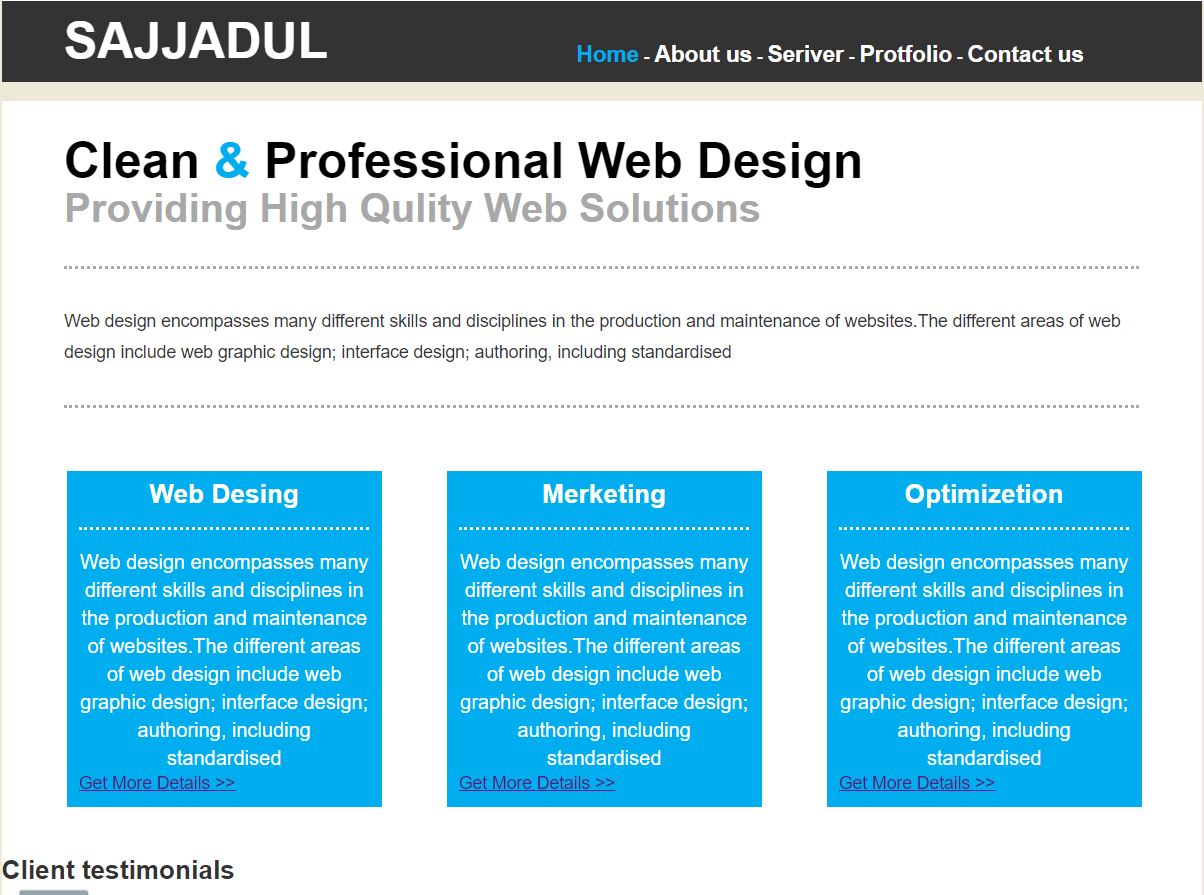 SAJJADUL
Home - About us - Seriver - Protfolio - Contact us
Clean & Professional Web Design
Providing High Qulity Web Solutions
Web design encompasses many different skills and disciplines in the production and maintenance of websites.The different areas of web
design include web graphic design; interface design; authoring, including standardised
Web Desing
Web design encompasses many
different skills and disciplines in
the production and maintenance
of websites.The different areas
of web design include web
graphic design; interface design;
authoring, including
standardised
Get More Details >>
Merketing
Web design encompasses many
different skills and disciplines in
the production and maintenance
of websites.The different areas
of web design include web
graphic design; interface design;
authoring, including
standardised
Get More Details >>
Optimizetion
Web design encompasses many
different skills and disciplines in
the production and maintenance
of websites.The different areas
of web design include web
graphic design; interface design;
authoring, including
standardised
Get More Details >>
Client testimonials